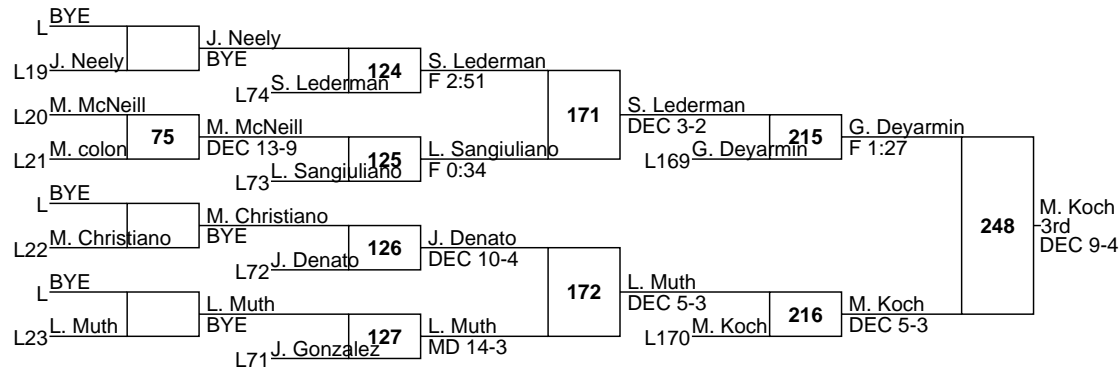 L BYE
L19 J. Neely
J. Neely
BYE
L74 S. Lederman
124
S. Lederman
F 2:51
L20 M. McNeill
L21 M. colon
75
M. McNeill
DEC 13-9
L73 L. Sangiuliano
125
L. Sangiuliano
F 0:34
171
S. Lederman
DEC 3-2
L169 G. Deyarmin
215
G. Deyarmin
F 1:27
L BYE
L22 M. Christiano
M. Christiano
BYE
L72 J. Denato
126
J. Denato
DEC 10-4
L BYE
L23 L. Muth
L. Muth
BYE
L71 J. Gonzalez
127
L. Muth
MD 14-3
172
L. Muth
DEC 5-3
L170 M. Koch
216
M. Koch
DEC 5-3
248
M. Koch
3rd
DEC 9-4